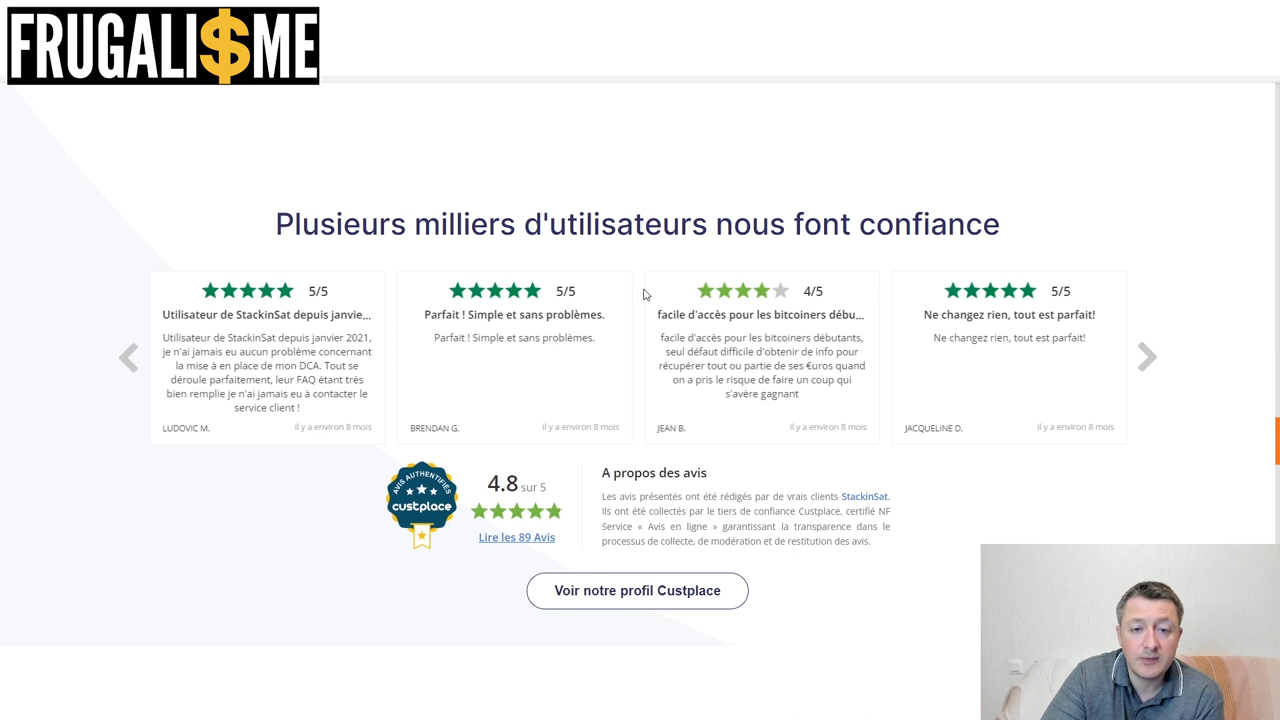 FRUGALI$ME
Plusieurs milliers d'utilisateurs nous font confiance
5/5
Utilisateur de StackinSat depuis janvie...
Utilisateur de StackinSat depuis janvier 2021,
je n'ai jamais eu aucun problème concernant
la mise à en place de mon DCA. Tout se
déroule parfaitement, leur FAQ étant très
bien remplie je n'ai jamais eu à contacter le
service client !
LUDOVIC M.
il y a environ 8 mois
5/5
Parfait ! Simple et sans problèmes.
Parfait ! Simple et sans problèmes.
BRENDAN G.
il y a environ 8 mois
4/5
facile d'accès pour les bitcoiners débu...
facile d'accès pour les bitcoiners débutants,
seul défaut difficile d'obtenir de info pour
récupérer tout ou partie de ses €uros quand
on a pris le risque de faire un coup qui
s'avère gagnant
JEAN B.
il y a environ 8 mois
5/5
Ne changez rien, tout est parfait!
Ne changez rien, tout est parfait!
JACQUELINE D.
il y a environ 8 mois
AVIS AUTHENTIFIÉS
custplace
4.8 sur 5
Lire les 89 Avis
A propos des avis
Les avis présentés ont été rédigés par de vrais clients StackinSat.
Ils ont été collectés par le tiers de confiance Custplace, certifié NF
Service « Avis en ligne » garantissant la transparence dans le
processus de collecte, de modération et de restitution des avis.
Voir notre profil Custplace